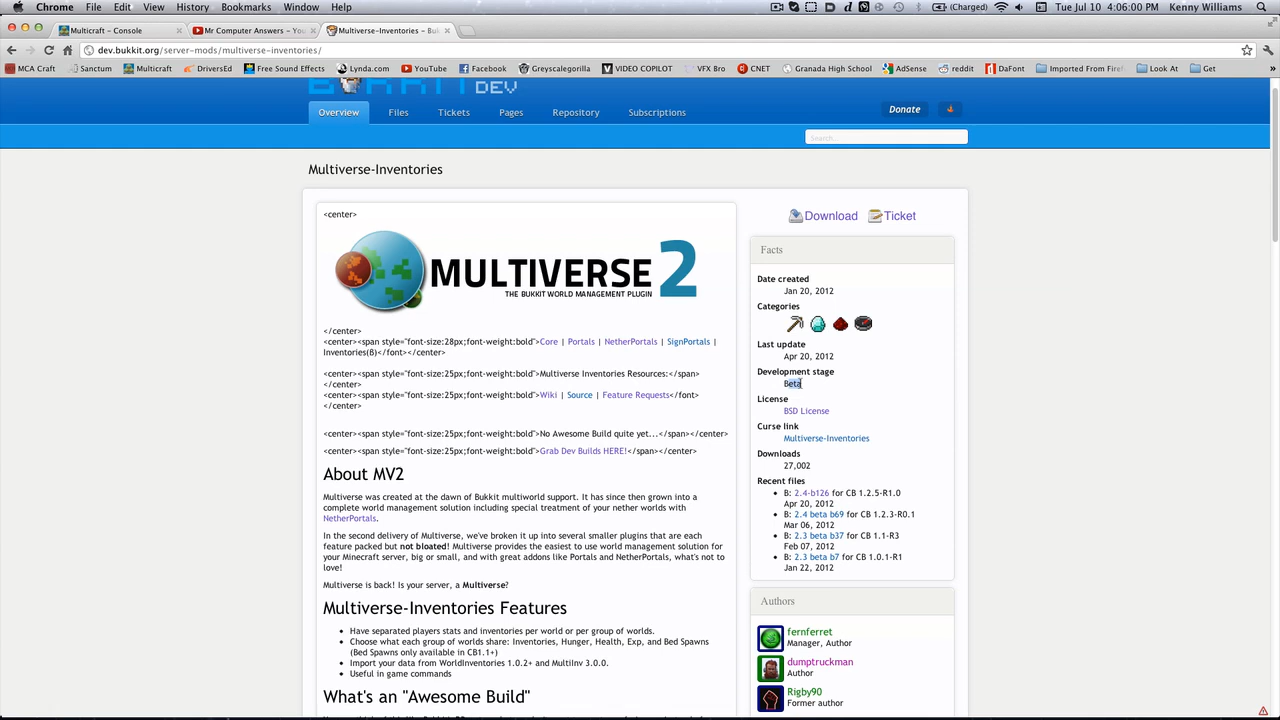 Chrome File Edit View History Bookmarks Window Help (Charged) Tue Jul 10 4:06:00 PM Kenny Williams
Multicraft – Console Mr Computer Answers – Yo Multiverse-Inventories – Bu
dev.bukkit.org/server-mods/multiverse-inventories/
MCA Craft Sanctum Multicraft DriversEd Free Sound Effects Lynda.com YouTube Facebook Greyscalegorilla VIDEO COPILOT VFX Bro CNET Granada High School AdSense reddit DaFont Imported From Firef Look At Get
BUKKIT DEV
Overview Files Tickets Pages Repository Subscriptions Donate
Search...
Multiverse-Inventories
<center>
MULTIVERSE 2
THE BUKKIT WORLD MANAGEMENT PLUGIN
</center>
<center><span style="font-size:28px;font-weight:bold">Core | Portals | NetherPortals | SignPortals |
Inventories(B)</font></center>
<center><span style="font-size:25px;font-weight:bold">Multiverse Inventories Resources:</span>
</center>
<center><span style="font-size:25px;font-weight:bold">Wiki | Source | Feature Requests</font>
</center>
<center><span style="font-size:25px;font-weight:bold">No Awesome Build quite yet...</span></center>
<center><span style="font-size:25px;font-weight:bold">Grab Dev Builds HERE!</span></center>
About MV2
Multiverse was created at the dawn of Bukkit multiworld support. It has since then grown into a
complete world management solution including special treatment of your nether worlds with
NetherPortals.
In the second delivery of Multiverse, we've broken it up into several smaller plugins that are each
feature packed but not bloated! Multiverse provides the easiest to use world management solution for
your Minecraft server, big or small, and with great addons like Portals and NetherPortals, what's not to
love!
Multiverse is back! Is your server, a Multiverse?
Multiverse-Inventories Features
• Have separated players stats and inventories per world or per group of worlds.
• Choose what each group of worlds share: Inventories, Hunger, Health, Exp, and Bed Spawns
(Bed Spawns only available in CB1.1+)
• Import your data from WorldInventories 1.0.2+ and MultiInv 3.0.0.
• Useful in game commands
What's an "Awesome Build"
Download Ticket
Facts
Date created
Jan 20, 2012
Categories
Last update
Apr 20, 2012
Development stage
Beta
License
BSD License
Curse link
Multiverse-Inventories
Downloads
27,002
Recent files
• B: 2.4-b126 for CB 1.2.5-R1.0
Apr 20, 2012
• B: 2.4 beta b69 for CB 1.2.3-R0.1
Mar 06, 2012
• B: 2.3 beta b37 for CB 1.1-R3
Feb 07, 2012
• B: 2.3 beta b7 for CB 1.0.1-R1
Jan 22, 2012
Authors
fernferret
Manager, Author
dumptruckman
Author
Rigby90
Former author